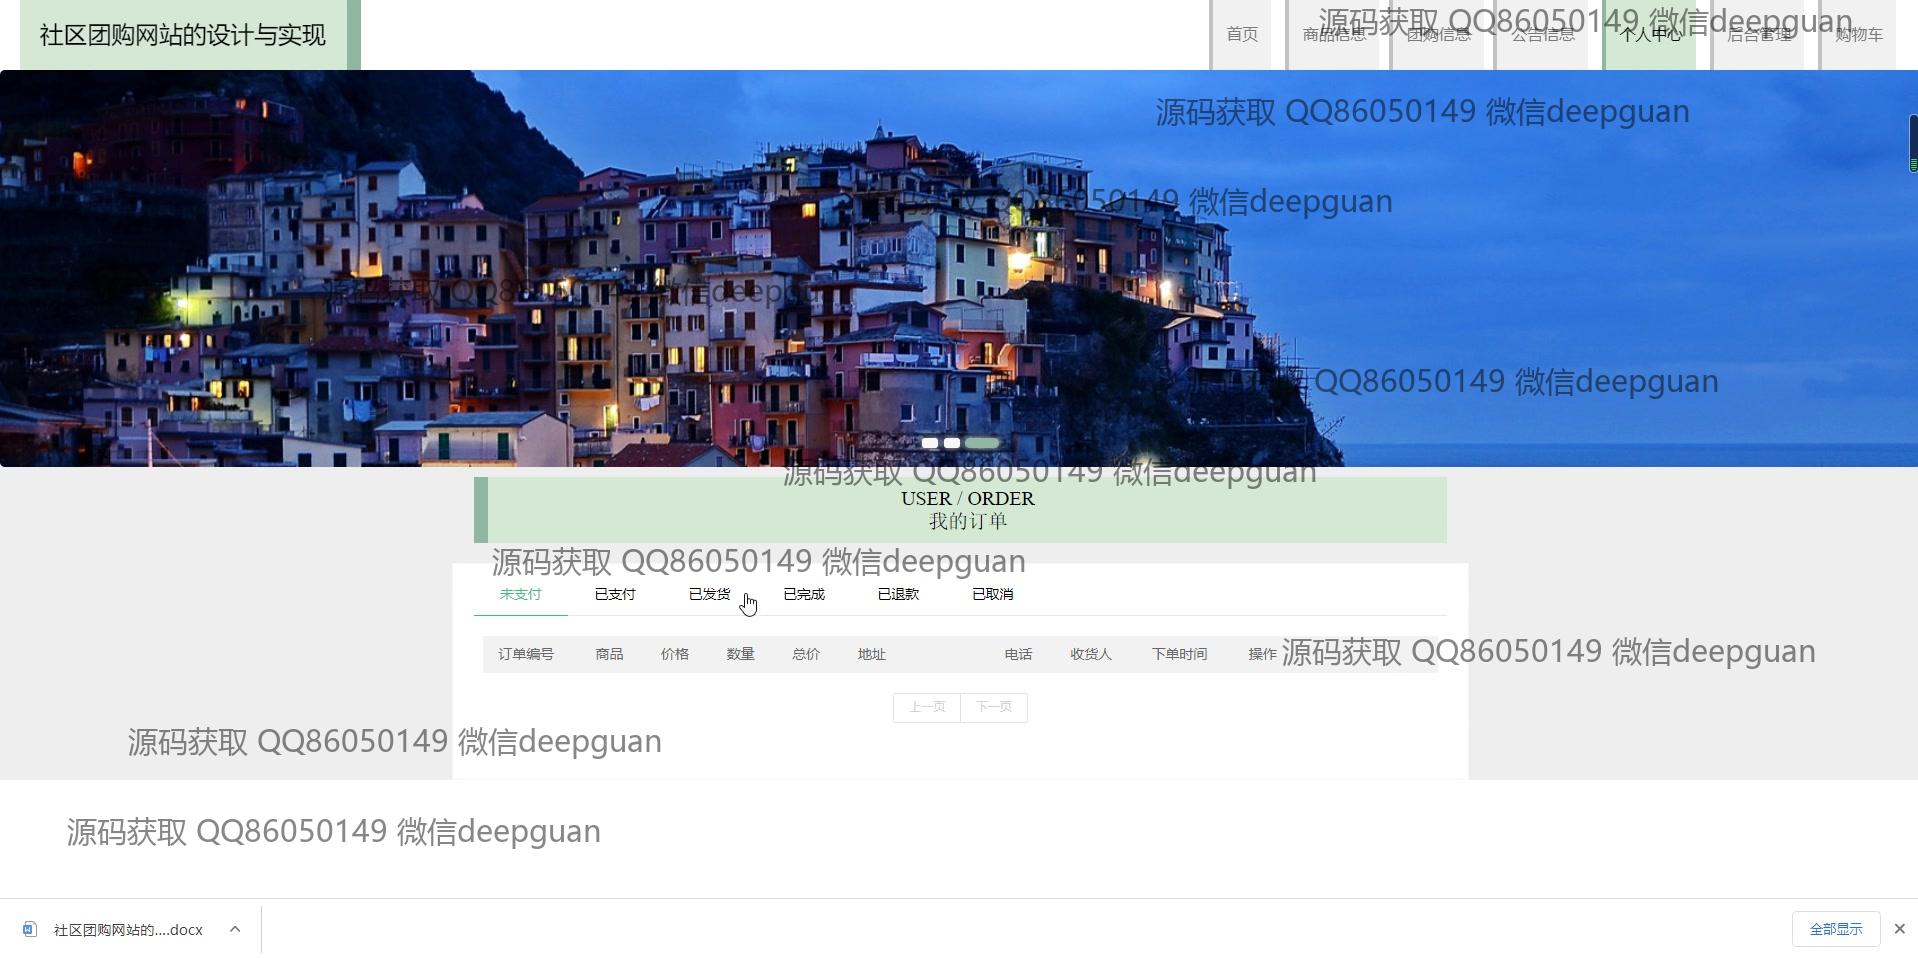 社区团购网站的设计与实现
首页
商品信息
团购信息
公告信息
个人中心
后台管理
购物车
源码获取 QQ86050149 微信deepguan
源码获取 QQ86050149 微信deepguan
QQ86050149 微信deepguan
源码获取 QQ86050149 微信deepguan
QQ86050149 微信deepguan
源码获取 QQ86050149 微信deepguan
USER / ORDER
我的订单
源码获取 QQ86050149 微信deepguan
未支付
已支付
已发货
已完成
已退款
已取消
订单编号
商品
价格
数量
总价
地址
电话
收货人
下单时间
操作
源码获取 QQ86050149 微信deepguan
上一页
下一页
源码获取 QQ86050149 微信deepguan
源码获取 QQ86050149 微信deepguan
社区团购网站的....docx
全部显示